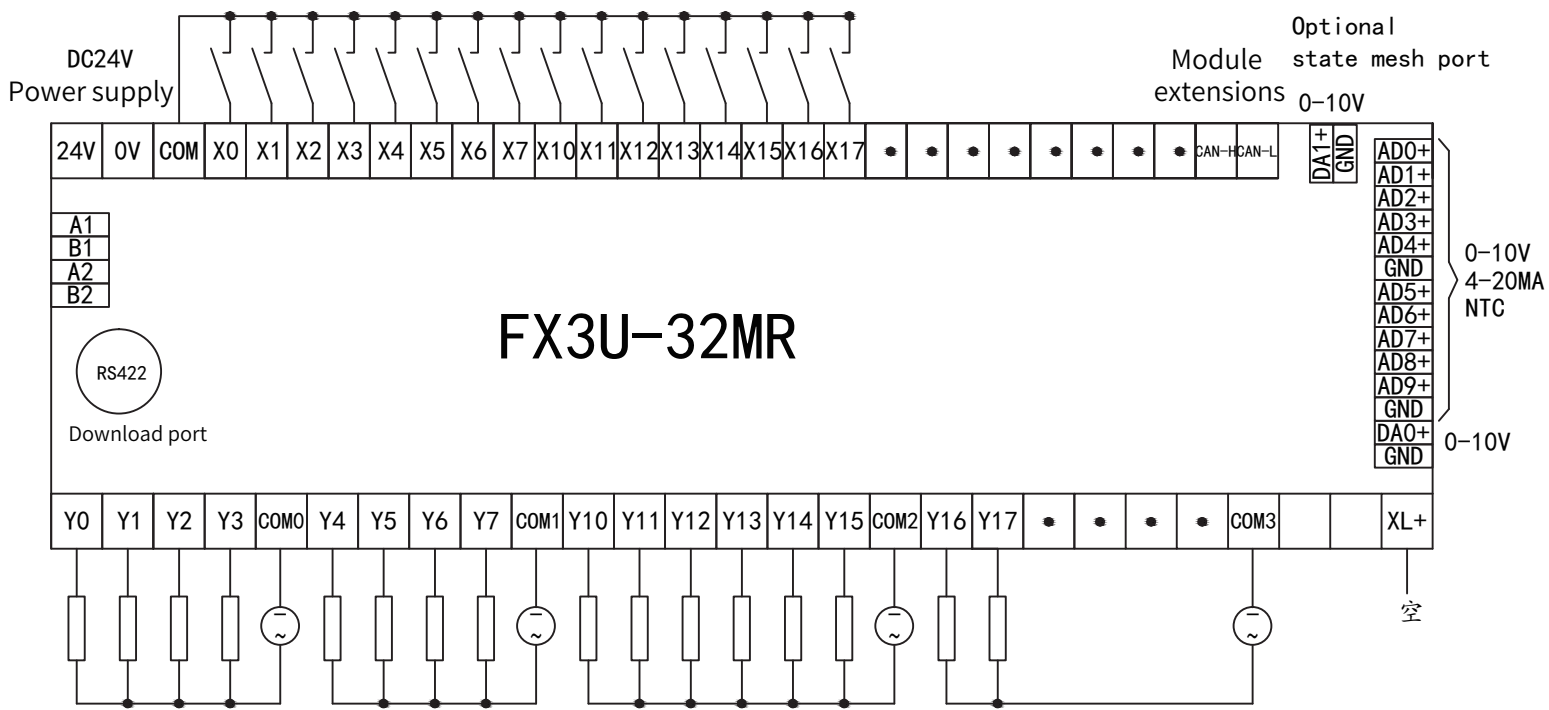 Optional
state mesh port
Module
extensions
0-10V
DC24V
Power supply
24V 0V COM X0 X1 X2 X3 X4 X5 X6 X7 X10 X11 X12 X13 X14 X15 X16 X17 CAN-H CAN-L
DA1+
GND
AD0+
AD1+
AD2+
AD3+
AD4+
GND
AD5+
AD6+
AD7+
AD8+
AD9+
GND
DA0+
GND
0-10V
4-20MA
NTC
0-10V
A1
B1
A2
B2
FX3U-32MR
RS422
Download port
Y0 Y1 Y2 Y3 COM0 Y4 Y5 Y6 Y7 COM1 Y10 Y11 Y12 Y13 Y14 Y15 COM2 Y16 Y17 COM3 XL+
空